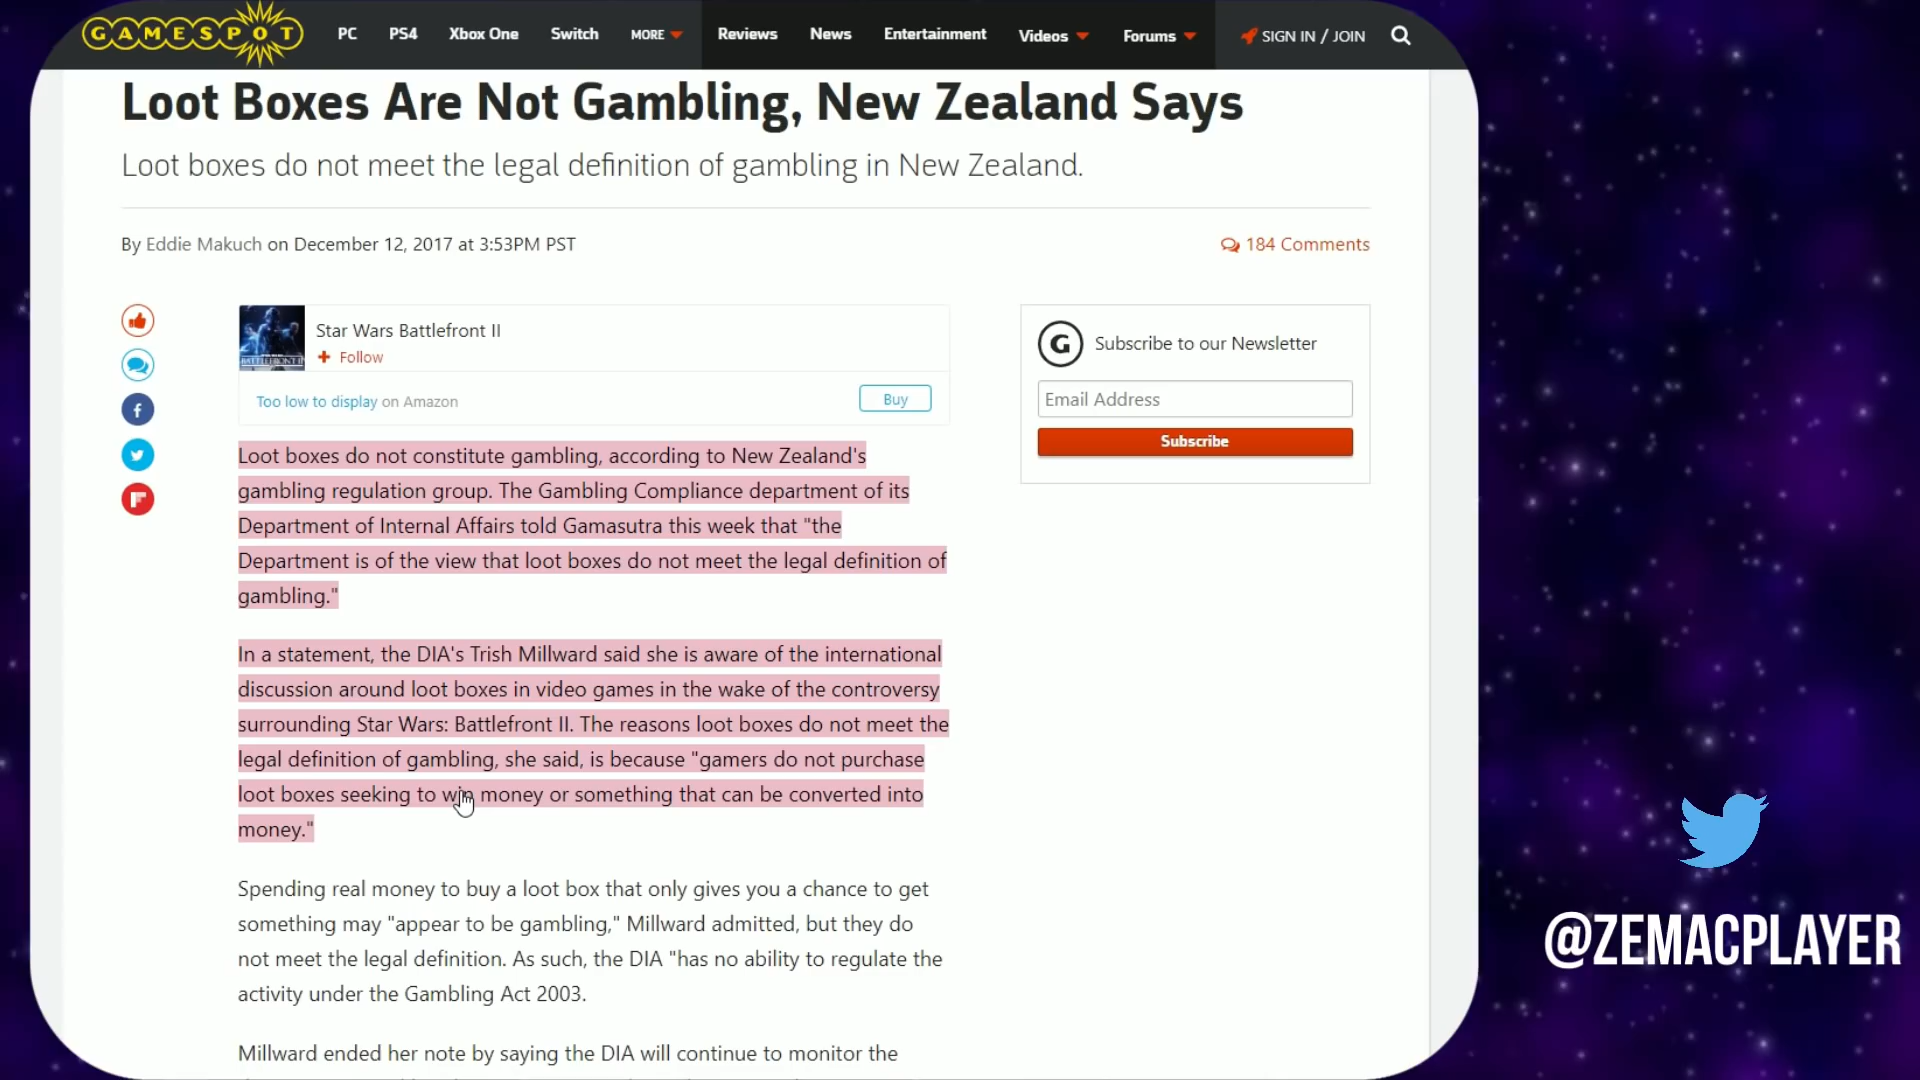 GAMESPOT PC PS4 Xbox One Switch MORE Reviews News Entertainment Videos Forums SIGN IN / JOIN
Loot Boxes Are Not Gambling, New Zealand Says
Loot boxes do not meet the legal definition of gambling in New Zealand.
By Eddie Makuch on December 12, 2017 at 3:53PM PST
184 Comments
Star Wars Battlefront II
+ Follow
Too low to display on Amazon
Buy
G Subscribe to our Newsletter
Email Address
Subscribe
Loot boxes do not constitute gambling, according to New Zealand's
gambling regulation group. The Gambling Compliance department of its
Department of Internal Affairs told Gamasutra this week that "the
Department is of the view that loot boxes do not meet the legal definition of
gambling."
In a statement, the DIA's Trish Millward said she is aware of the international
discussion around loot boxes in video games in the wake of the controversy
surrounding Star Wars: Battlefront II. The reasons loot boxes do not meet the
legal definition of gambling, she said, is because "gamers do not purchase
loot boxes seeking to win money or something that can be converted into
money."
Spending real money to buy a loot box that only gives you a chance to get
something may "appear to be gambling," Millward admitted, but they do
not meet the legal definition. As such, the DIA "has no ability to regulate the
activity under the Gambling Act 2003.
Millward ended her note by saying the DIA will continue to monitor the
@ZEMACPLAYER